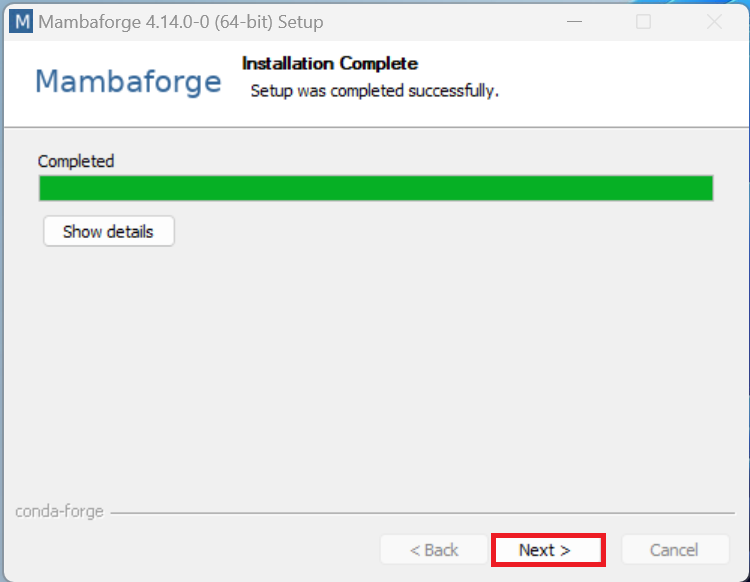 M Mambaforge 4.14.0-0 (64-bit) Setup
Mambaforge
Installation Complete
Setup was completed successfully.
Completed
Show details
conda-forge
< Back Next > Cancel